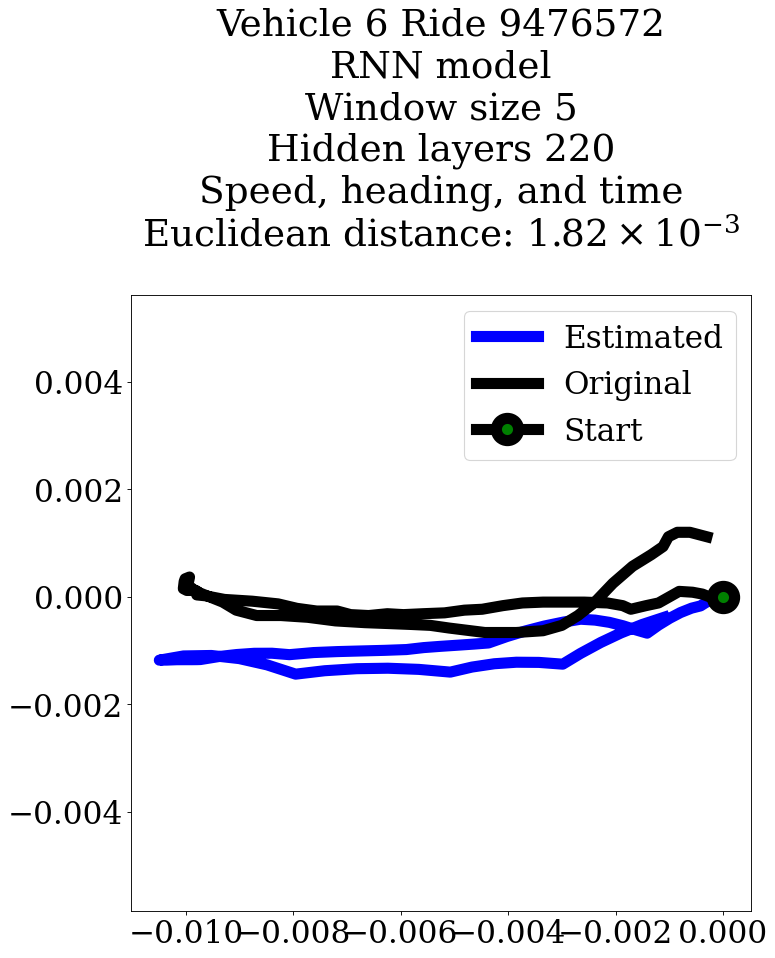 Vehicle 6 Ride 9476572
RNN model
Window size 5
Hidden layers 220
Speed, heading, and time
Euclidean distance: 1.82 × 10⁻³
Estimated
Original
Start
0.004
0.002
0.000
−0.002
−0.004
−0.010 −0.008 −0.006 −0.004 −0.002 0.000